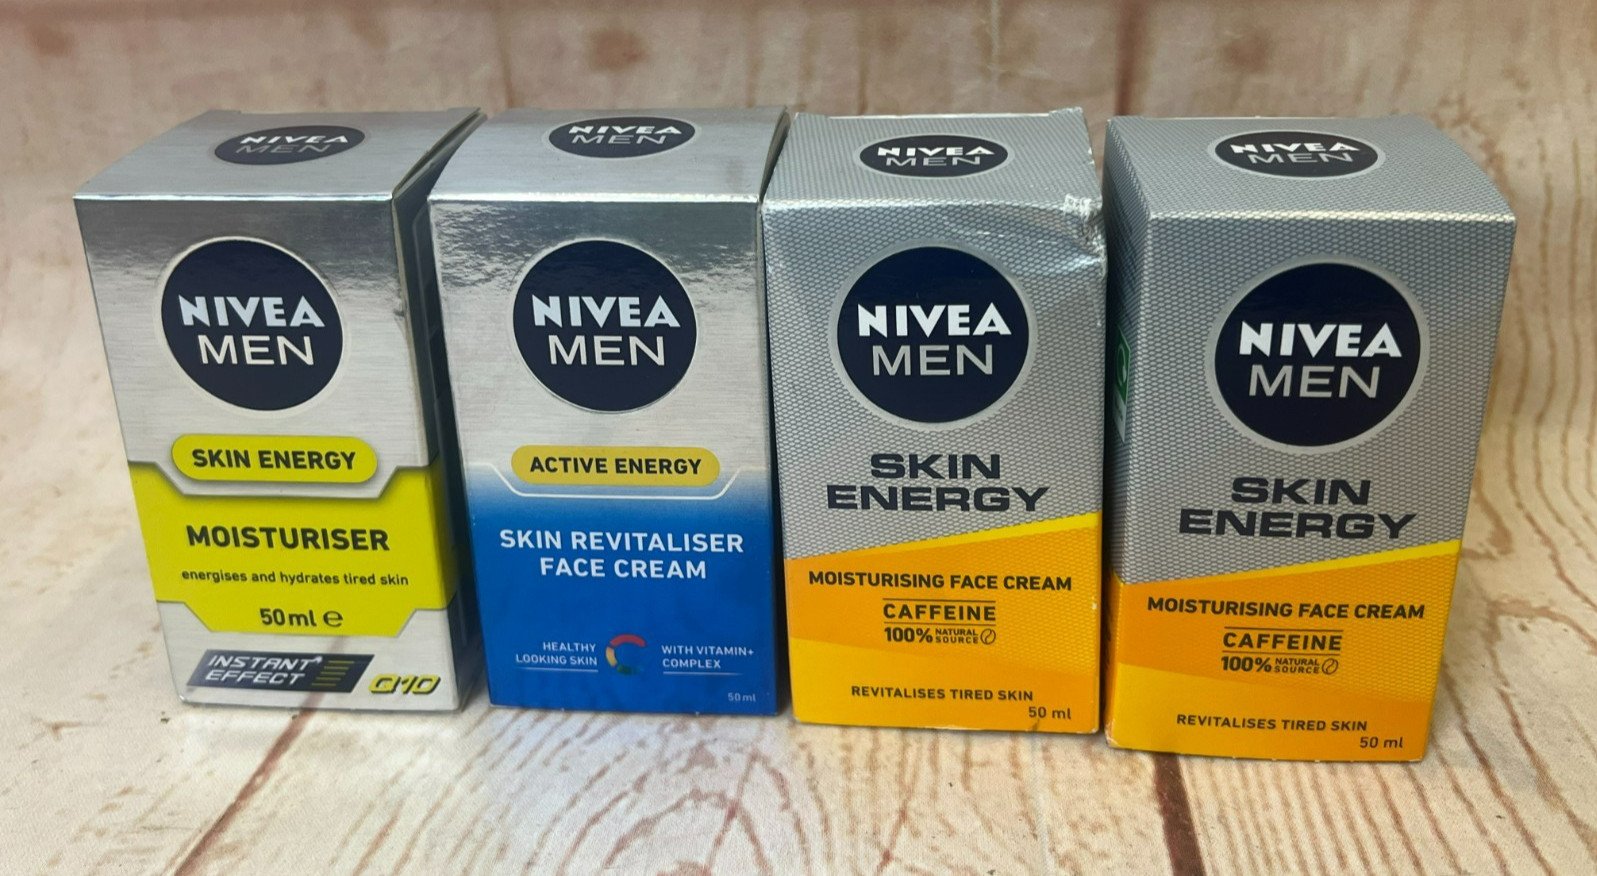 NIVEA
MEN
NIVEA
MEN
SKIN ENERGY
MOISTURISER
energises and hydrates tired skin
50ml e
INSTANT
EFFECT
Q10
NIVEA
MEN
NIVEA
MEN
ACTIVE ENERGY
SKIN REVITALISER
FACE CREAM
HEALTHY
LOOKING SKIN
WITH VITAMIN+
COMPLEX
50 ml
NIVEA
MEN
NIVEA
MEN
SKIN
ENERGY
MOISTURISING FACE CREAM
CAFFEINE
100% NATURAL
SOURCE
REVITALISES TIRED SKIN
50 ml
NIVEA
MEN
NIVEA
MEN
SKIN
ENERGY
MOISTURISING FACE CREAM
CAFFEINE
100% NATURAL
SOURCE
REVITALISES TIRED SKIN
50 ml